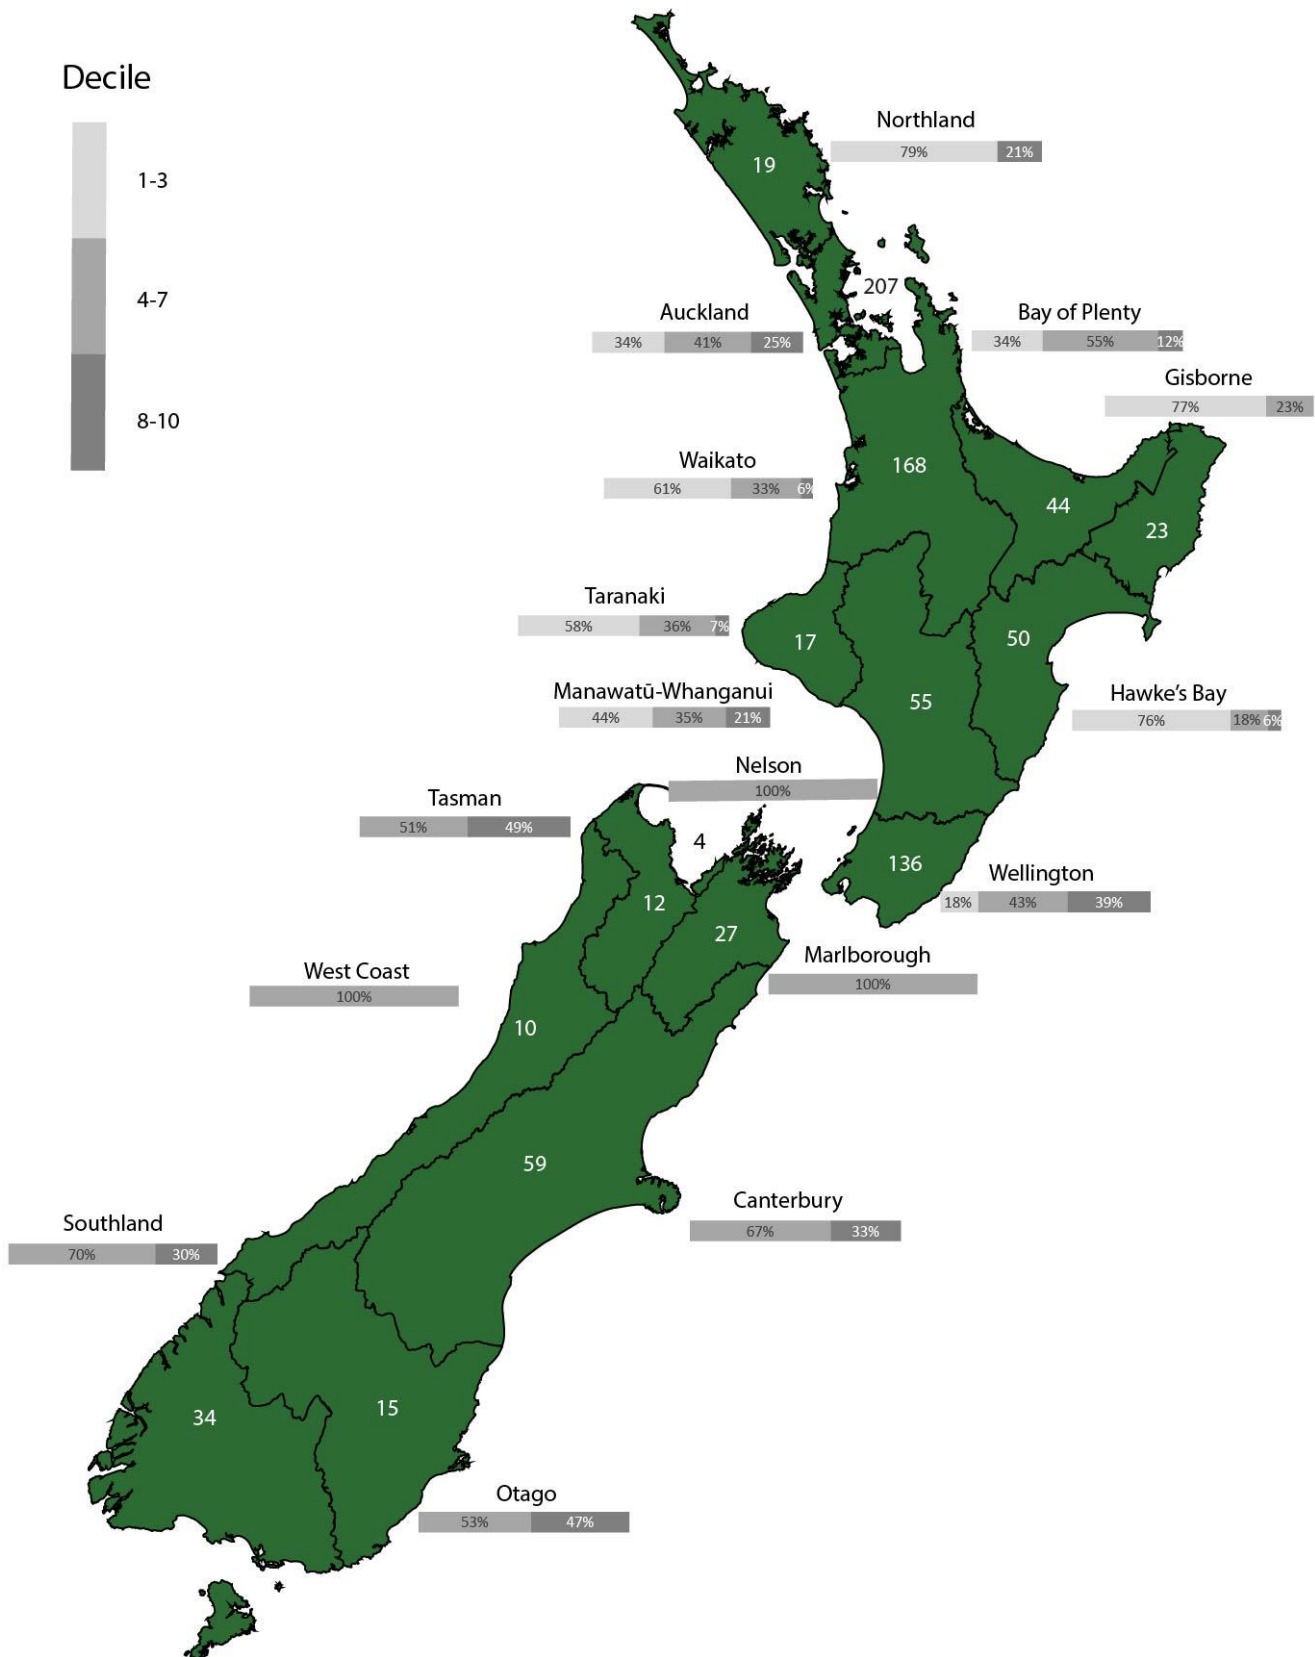 Decile
1-3
4-7
8-10
Northland
79% 21%
19
207
Auckland
34% 41% 25%
Bay of Plenty
34% 55% 12%
Gisborne
77% 23%
Waikato
61% 33% 6%
168
44
23
Taranaki
58% 36% 7%
17
50
Manawatū-Whanganui
44% 35% 21%
55
Hawke's Bay
76% 18% 6%
Nelson
100%
Tasman
51% 49%
4
136
Wellington
18% 43% 39%
12
27
Marlborough
100%
West Coast
100%
10
59
Canterbury
67% 33%
Southland
70% 30%
34
15
Otago
53% 47%